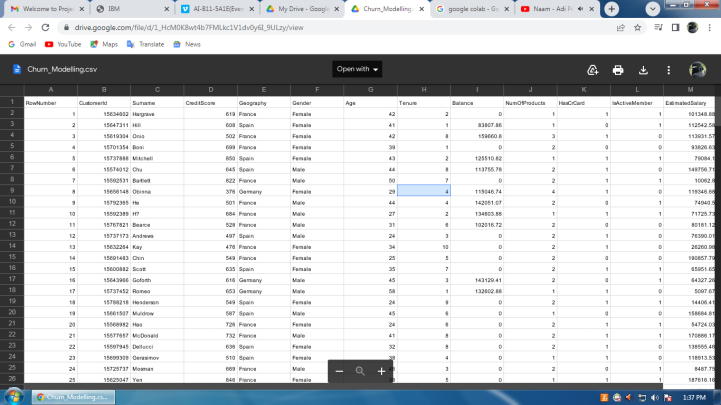 Welcome to Projec
IBM
AI-B11-5A1E(Even
My Drive - Google
Churn_Modelling.
google colab - Go
Naam - Adi P
drive.google.com/file/d/1_HcM0K8wt4b7FMLkc1V1dv0y6I_9ULzy/view
Gmail YouTube Maps Translate News
Churn_Modelling.csv
Open with
A B C D E F G H I J K L M
1 RowNumber CustomerId Surname CreditScore Geography Gender Age Tenure Balance NumOfProducts HasCrCard IsActiveMember EstimatedSalary
2 1 15634602 Hargrave 619 France Female 42 2 0 1 1 1 101348.88
3 2 15647311 Hill 608 Spain Female 41 1 83807.86 1 0 1 112542.58
4 3 15619304 Onio 502 France Female 42 8 159660.8 3 1 0 113931.57
5 4 15701354 Boni 699 France Female 39 1 0 2 0 0 93826.63
6 5 15737888 Mitchell 850 Spain Female 43 2 125510.82 1 1 1 79084.1
7 6 15574012 Chu 645 Spain Male 44 8 113755.78 2 1 0 149756.71
8 7 15592531 Bartlett 822 France Male 50 7 0 2 1 1 10062.8
9 8 15656148 Obinna 376 Germany Female 29 4 115046.74 4 1 0 119346.88
10 9 15792365 He 501 France Male 44 4 142051.07 2 0 1 74940.5
11 10 15592389 H? 684 France Male 27 2 134603.88 1 1 1 71725.73
12 11 15767821 Bearce 528 France Male 31 6 102016.72 2 0 0 80181.12
13 12 15737173 Andrews 497 Spain Male 24 3 0 2 1 0 76390.01
14 13 15632264 Kay 476 France Female 34 10 0 2 1 0 26260.98
15 14 15691483 Chin 549 France Female 25 5 0 2 0 0 190857.79
16 15 15600882 Scott 635 Spain Female 35 7 0 2 1 1 65951.65
17 16 15643966 Goforth 616 Germany Male 45 3 143129.41 2 0 1 64327.26
18 17 15737452 Romeo 653 Germany Male 58 1 132602.88 1 1 0 5097.67
19 18 15788218 Henderson 549 Spain Female 24 9 0 2 1 1 14406.41
20 19 15661507 Muldrow 587 Spain Male 45 6 0 1 0 0 158684.81
21 20 15568982 Hao 726 France Female 24 6 0 2 1 1 54724.03
22 21 15577657 McDonald 732 France Male 41 8 0 2 1 1 170886.17
23 22 15597945 Dellucci 636 Spain Female 32 8 0 2 1 0 138555.46
24 23 15699309 Gerasimov 510 Spain Female 4 0 1 1 0 118913.53
25 24 15725737 Mosman 669 France Male 3 0 2 0 1 8487.75
26 25 15625047 Yen 846 France Female 5 0 1 1 1 187616.16
Churn_Modelling.cs...
1:37 PM